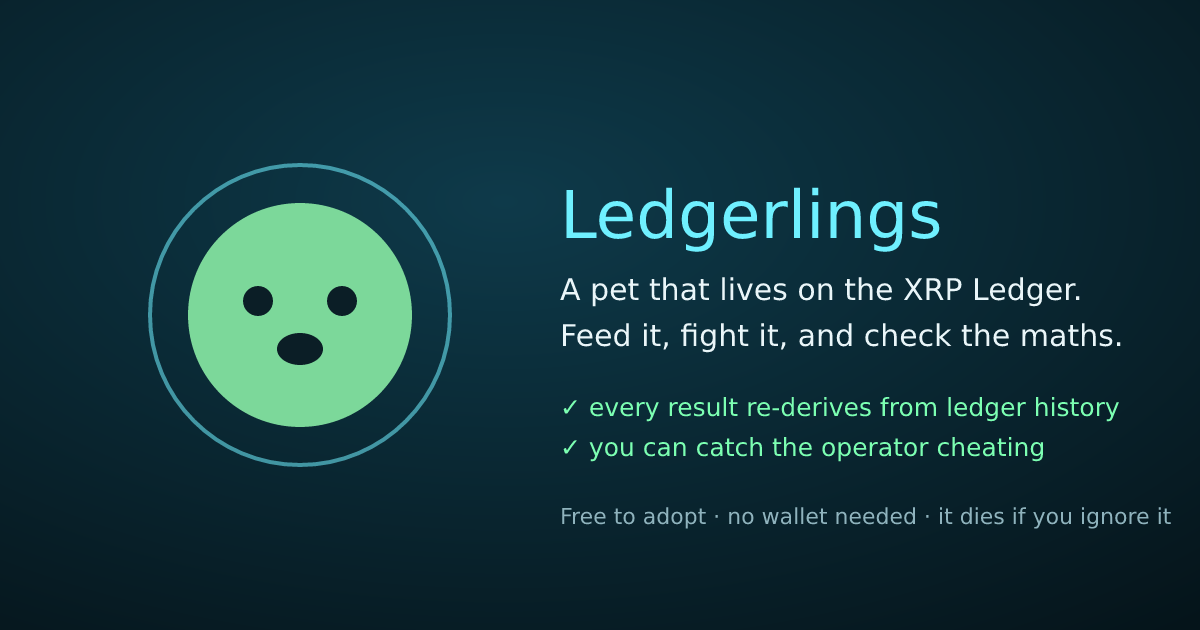 Ledgerlings
A pet that lives on the XRP Ledger.
Feed it, fight it, and check the maths.
✓ every result re-derives from ledger history
✓ you can catch the operator cheating
Free to adopt · no wallet needed · it dies if you ignore it